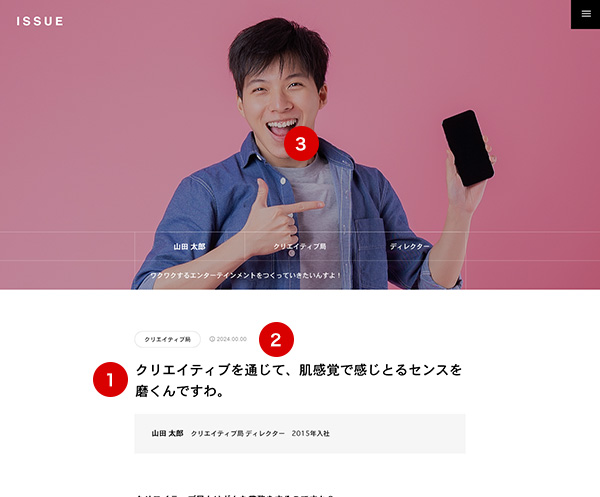 ISSUE
3
山田 太郎 クリエイティブ局 ディレクター
ワクワクするエンターテインメントをつくっていきたいんすよ！
クリエイティブ局 2024.00.00 2
1 クリエイティブを通じて、肌感覚で感じとるセンスを
磨くんですわ。
山田 太郎 クリエイティブ局 ディレクター 2015年入社